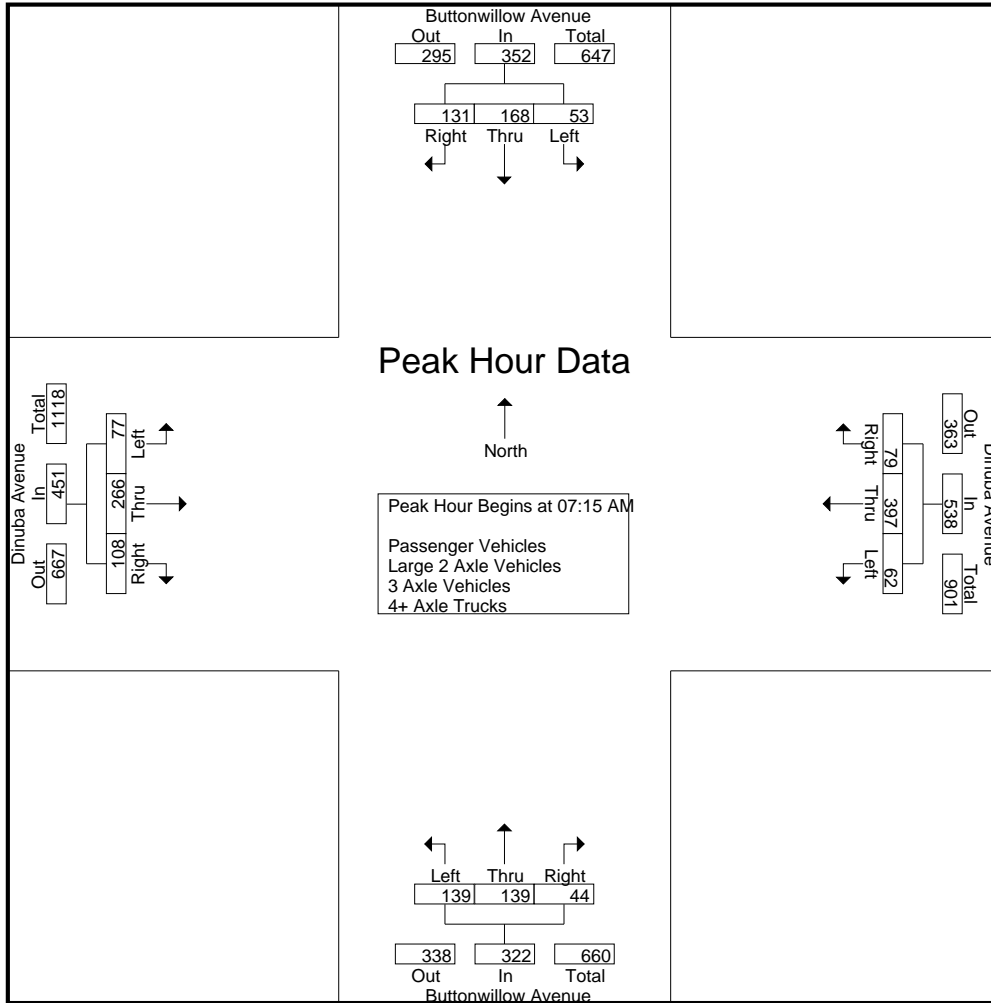 Buttonwillow Avenue
Out In Total
295 352 647
131 168 53
Right Thru Left
Peak Hour Data
North
Peak Hour Begins at 07:15 AM
Passenger Vehicles
Large 2 Axle Vehicles
3 Axle Vehicles
4+ Axle Trucks
Dinuba Avenue
Out In Total
667 451 1118
108 266 77
Right Thru Left
Dinuba Avenue
Out In Total
363 538 901
79 397 62
Right Thru Left
Left Thru Right
139 139 44
338 322 660
Out In Total
Buttonwillow Avenue